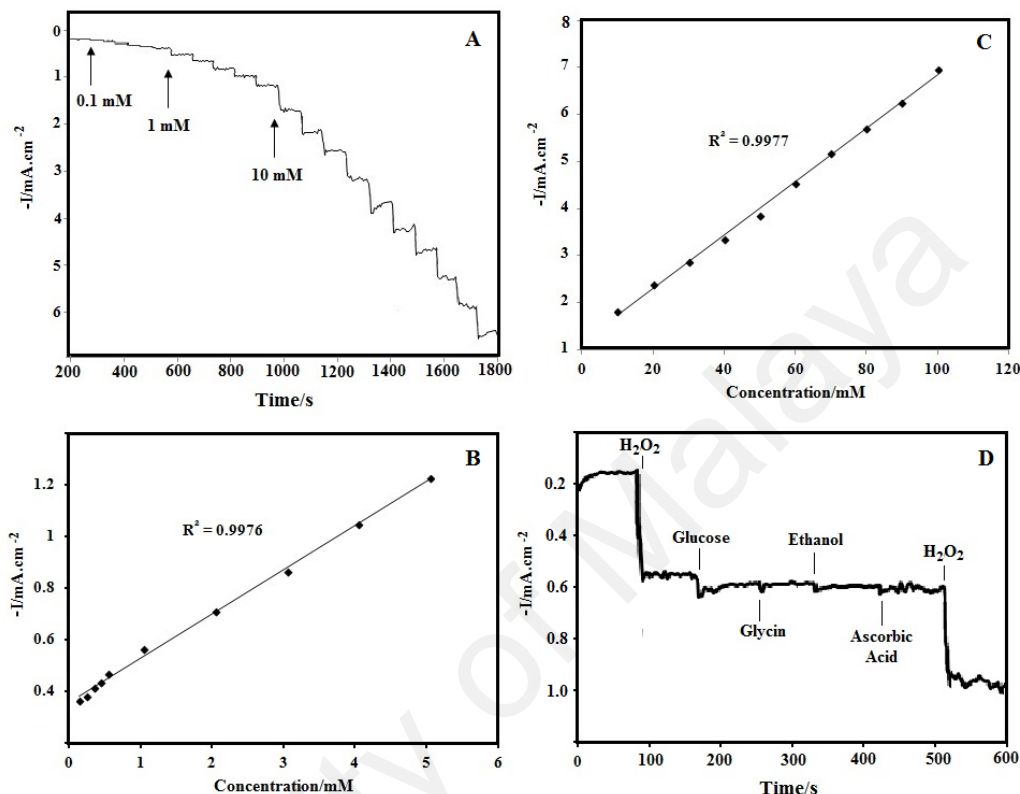 A
0
1
2
3
4
5
6
-I/mA.cm-2
0.1 mM
1 mM
10 mM
200 400 600 800 1000 1200 1400 1600 1800
Time/s
C
8
7
6
5
4
3
2
1
-I/mA.cm-2
R² = 0.9977
0 20 40 60 80 100 120
Concentration/mM
B
1.2
1
0.8
0.6
0.4
0.2
-I/mA.cm-2
R² = 0.9976
0 1 2 3 4 5 6
Concentration/mM
D
0.2
0.4
0.6
0.8
1.0
-I/mA.cm-2
H2O2
Glucose
Glycin
Ethanol
Ascorbic
Acid
H2O2
0 100 200 300 400 500 600
Time/s
ty of Malaya